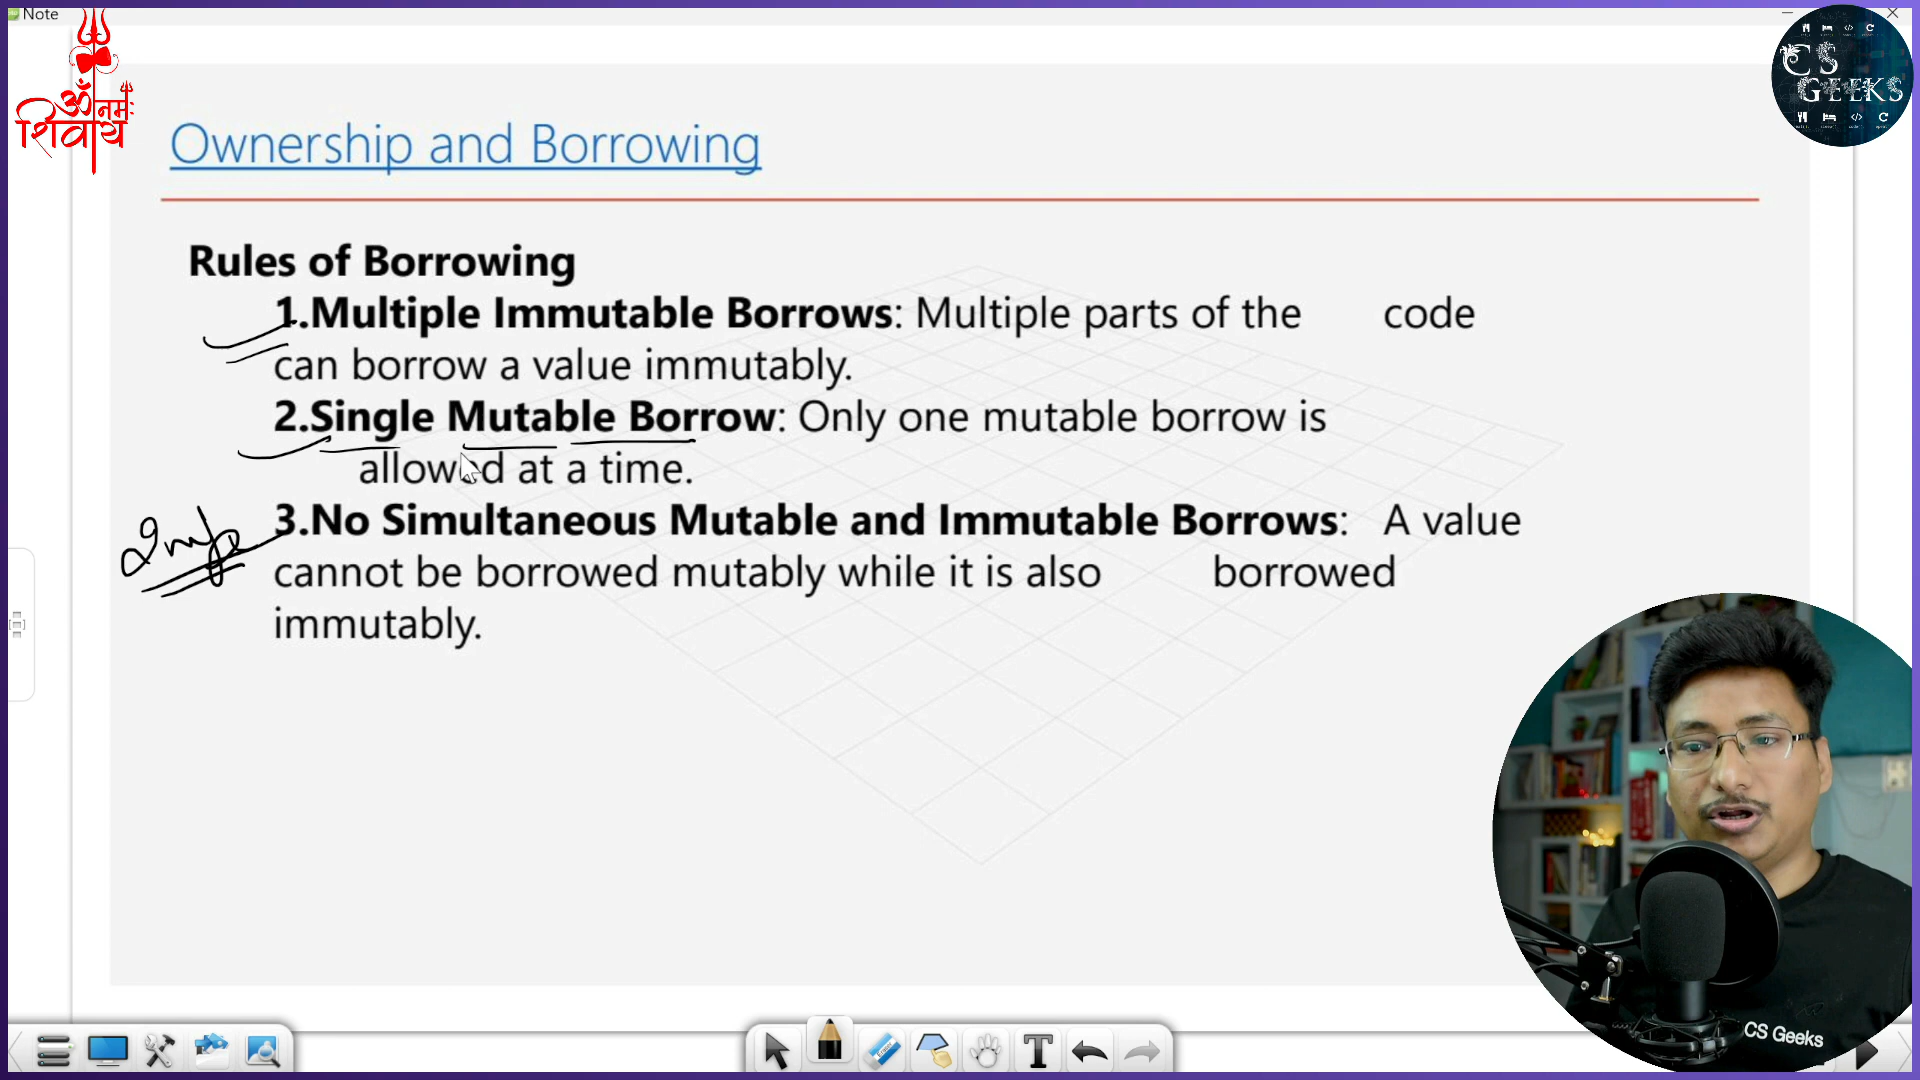 Note
ॐ नमः
शिवाय
CS
GEEKS
Ownership and Borrowing
Rules of Borrowing
1.Multiple Immutable Borrows: Multiple parts of the code
can borrow a value immutably.
2.Single Mutable Borrow: Only one mutable borrow is
allowed at a time.
3.No Simultaneous Mutable and Immutable Borrows: A value
cannot be borrowed mutably while it is also borrowed
immutably.
Imp
CS Geeks
T